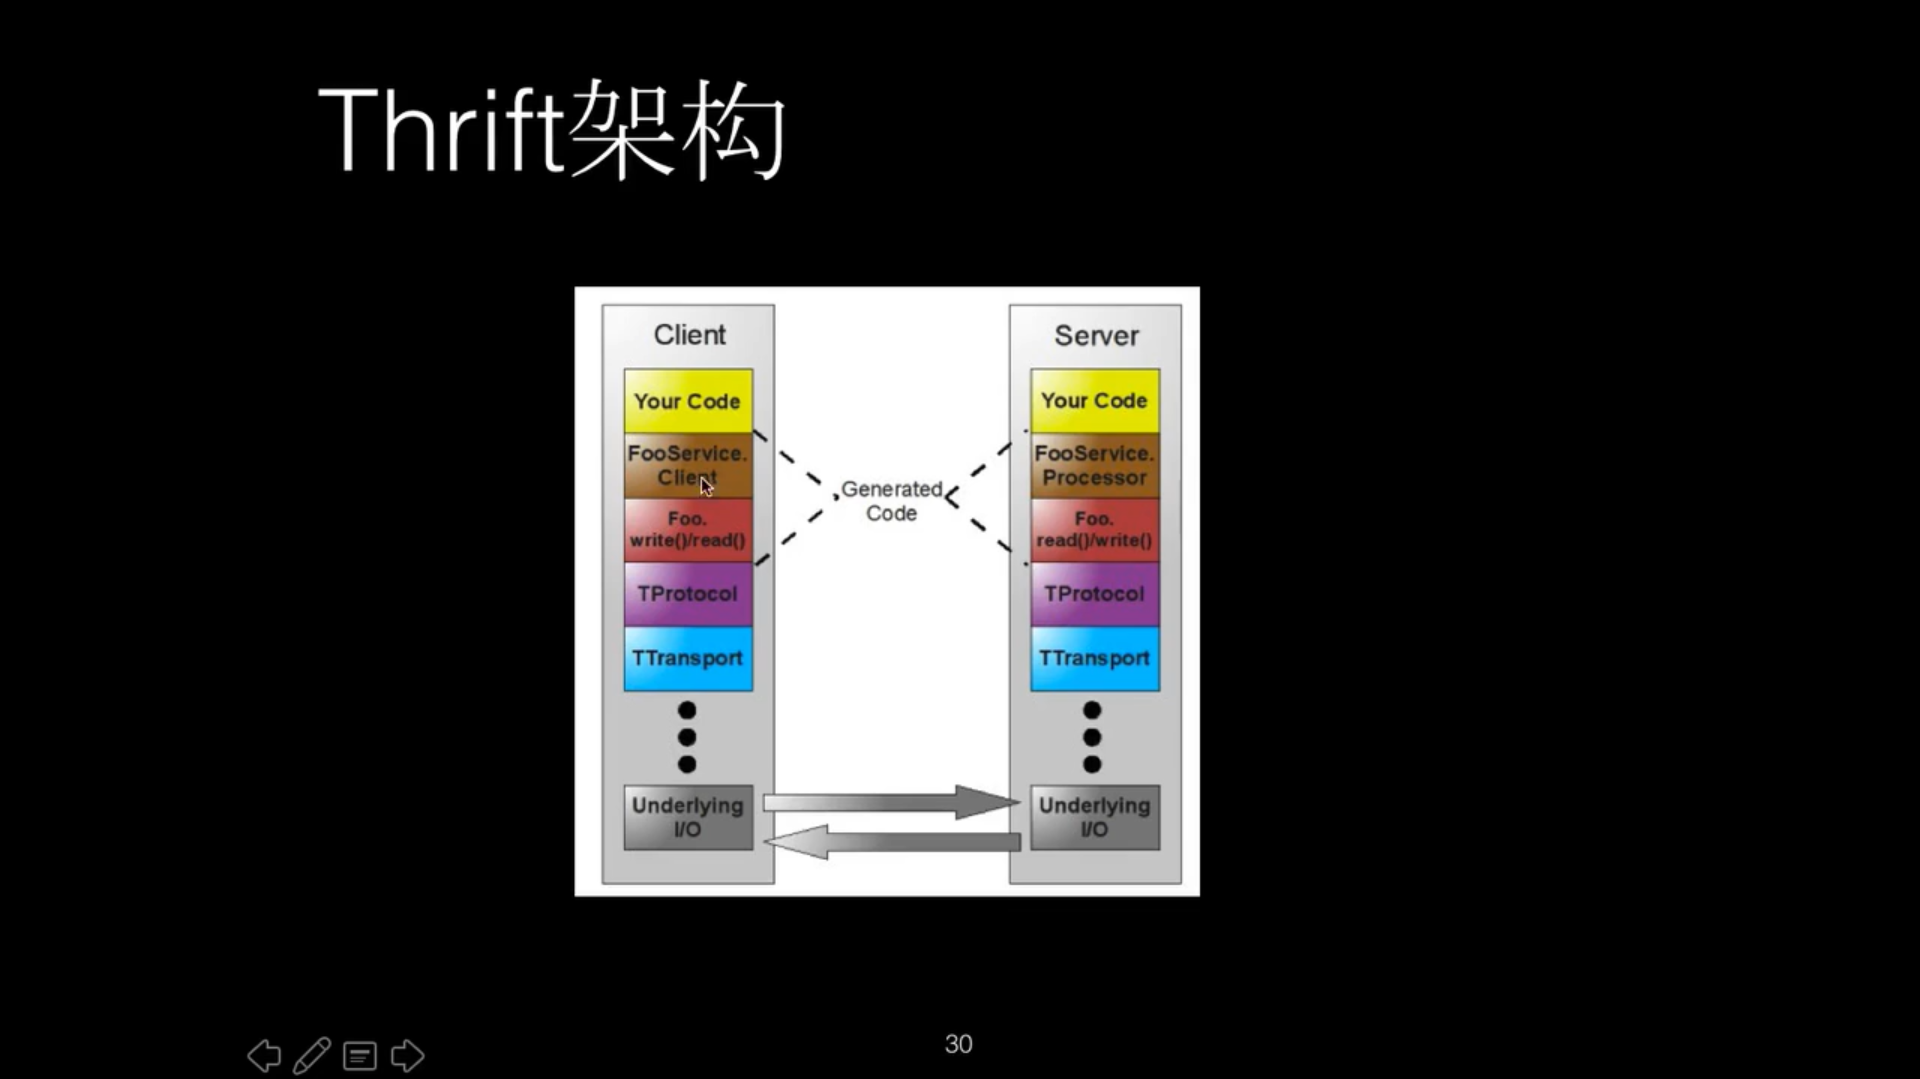 Thrift架构
Client
Your Code
FooService.
Client
Foo.
write()/read()
TProtocol
TTransport
Underlying
I/O
Generated
Code
Server
Your Code
FooService.
Processor
Foo.
read()/write()
TProtocol
TTransport
Underlying
I/O
30